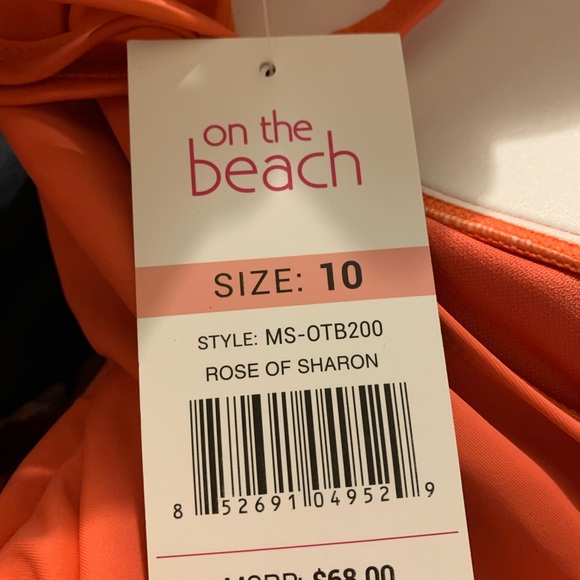 on the
beach
SIZE: 10
STYLE: MS-OTB200
ROSE OF SHARON
8 52691 04952 9
MSRP: $68.00